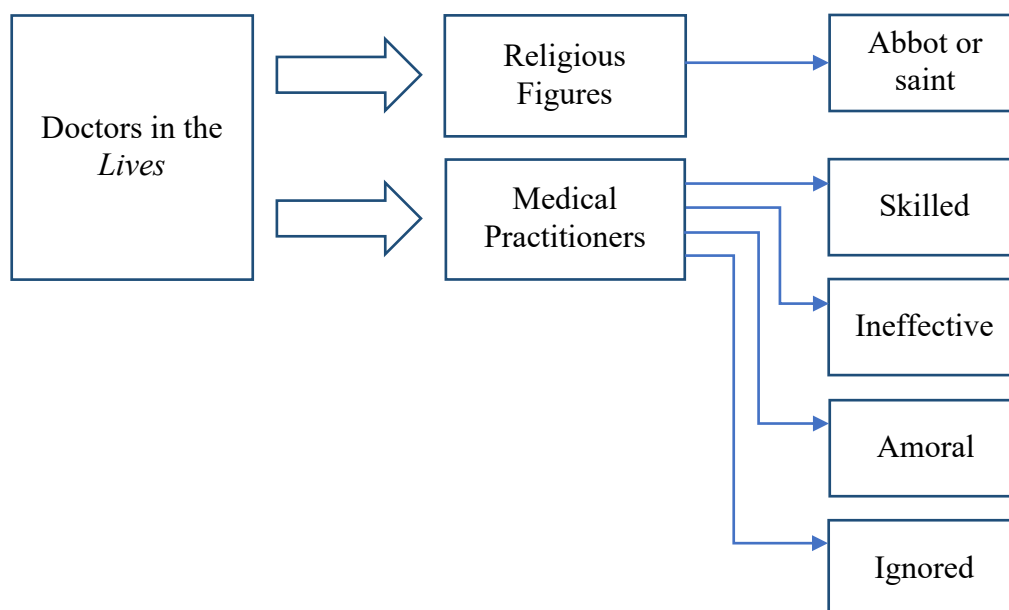 Doctors in the
Lives
Religious
Figures
Abbot or
saint
Medical
Practitioners
Skilled
Ineffective
Amoral
Ignored